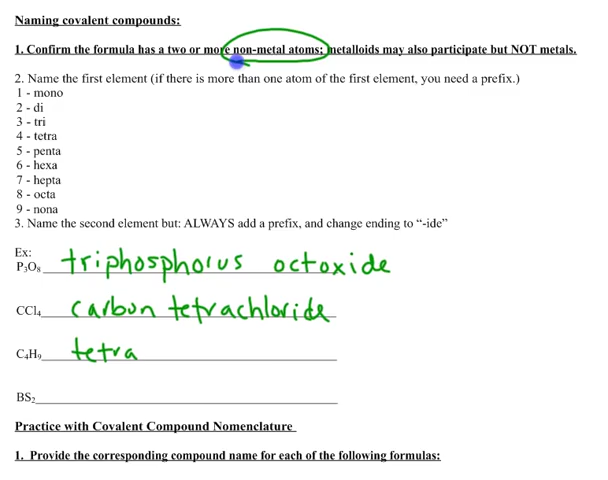 Naming covalent compounds:
1. Confirm the formula has a two or more non-metal atoms; metalloids may also participate but NOT metals.
2. Name the first element (if there is more than one atom of the first element, you need a prefix.)
1 - mono
2 - di
3 - tri
4 - tetra
5 - penta
6 - hexa
7 - hepta
8 - octa
9 - nona
3. Name the second element but: ALWAYS add a prefix, and change ending to “-ide”
Ex:
P₃O₈ triphosphorus octoxide
CCl₄ carbon tetrachloride
C₄H₉ tetra
BS₂
Practice with Covalent Compound Nomenclature
1. Provide the corresponding compound name for each of the following formulas: